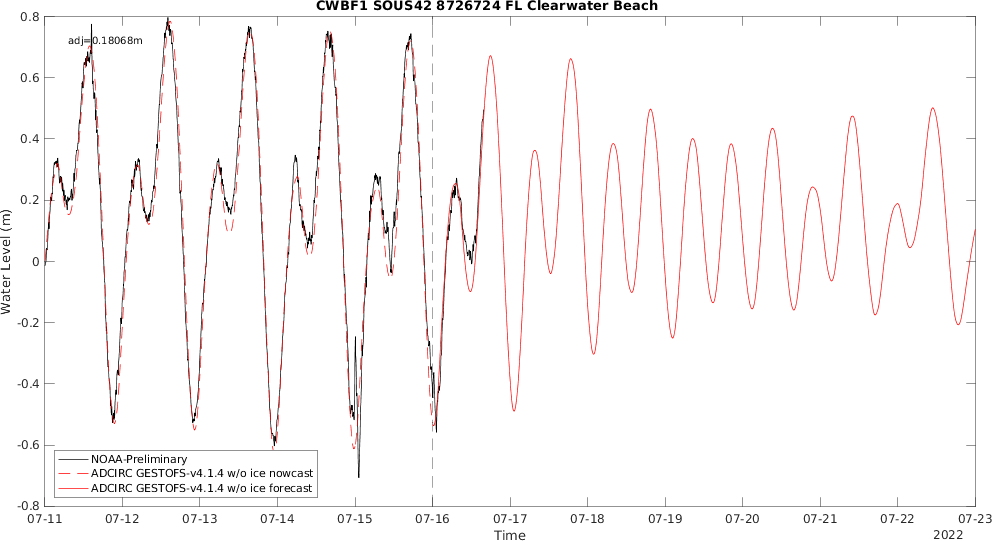 CWBF1 SOUS42 8726724 FL Clearwater Beach
adj=0.18068m
Water Level (m)
0.8
0.6
0.4
0.2
0
-0.2
-0.4
-0.6
-0.8
NOAA-Preliminary
ADCIRC GESTOFS-v4.1.4 w/o ice nowcast
ADCIRC GESTOFS-v4.1.4 w/o ice forecast
07-11 07-12 07-13 07-14 07-15 07-16 07-17 07-18 07-19 07-20 07-21 07-22 07-23
Time
2022